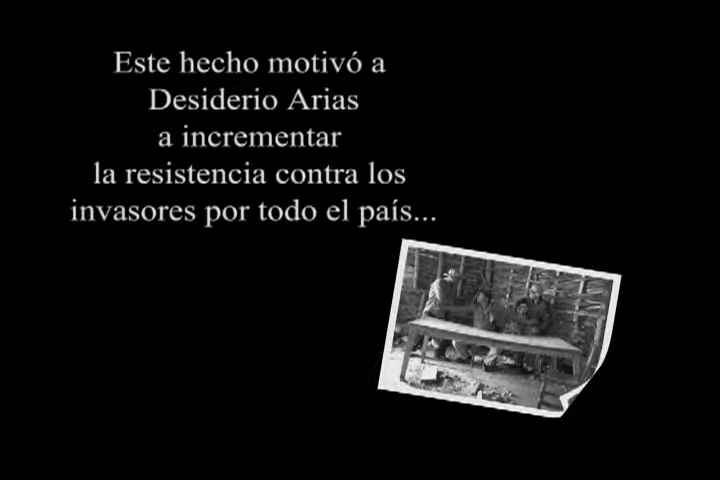 Este hecho motivó a
Desiderio Arias
a incrementar
la resistencia contra los
invasores por todo el país...